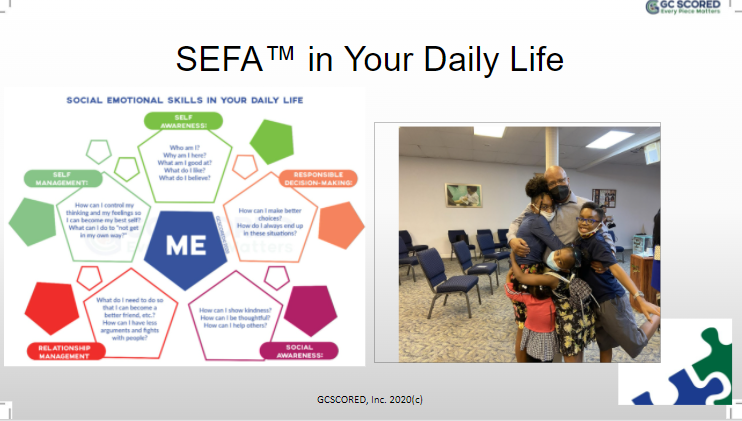 GC SCORED
Every Piece Matters
SEFA™ in Your Daily Life
SOCIAL EMOTIONAL SKILLS IN YOUR DAILY LIFE
SELF
AWARENESS:
Who am I?
Why am I here?
What am I good at?
What do I like?
What do I believe?
SELF
MANAGEMENT:
How can I control my
thinking and my feelings so
I can become my best self?
What can I do to "not get
in my own way?"
RESPONSIBLE
DECISION-MAKING:
How can I make better
choices?
How do I always end up
in these situations?
ME
What do I need to do so
that I can become a
better friend, etc.?
How can I have less
arguments and fights
with people?
RELATIONSHIP
MANAGEMENT
How can I show kindness?
How can I be thoughtful?
How can I help others?
SOCIAL
AWARENESS:
GCSCORED, Inc. 2020(c)